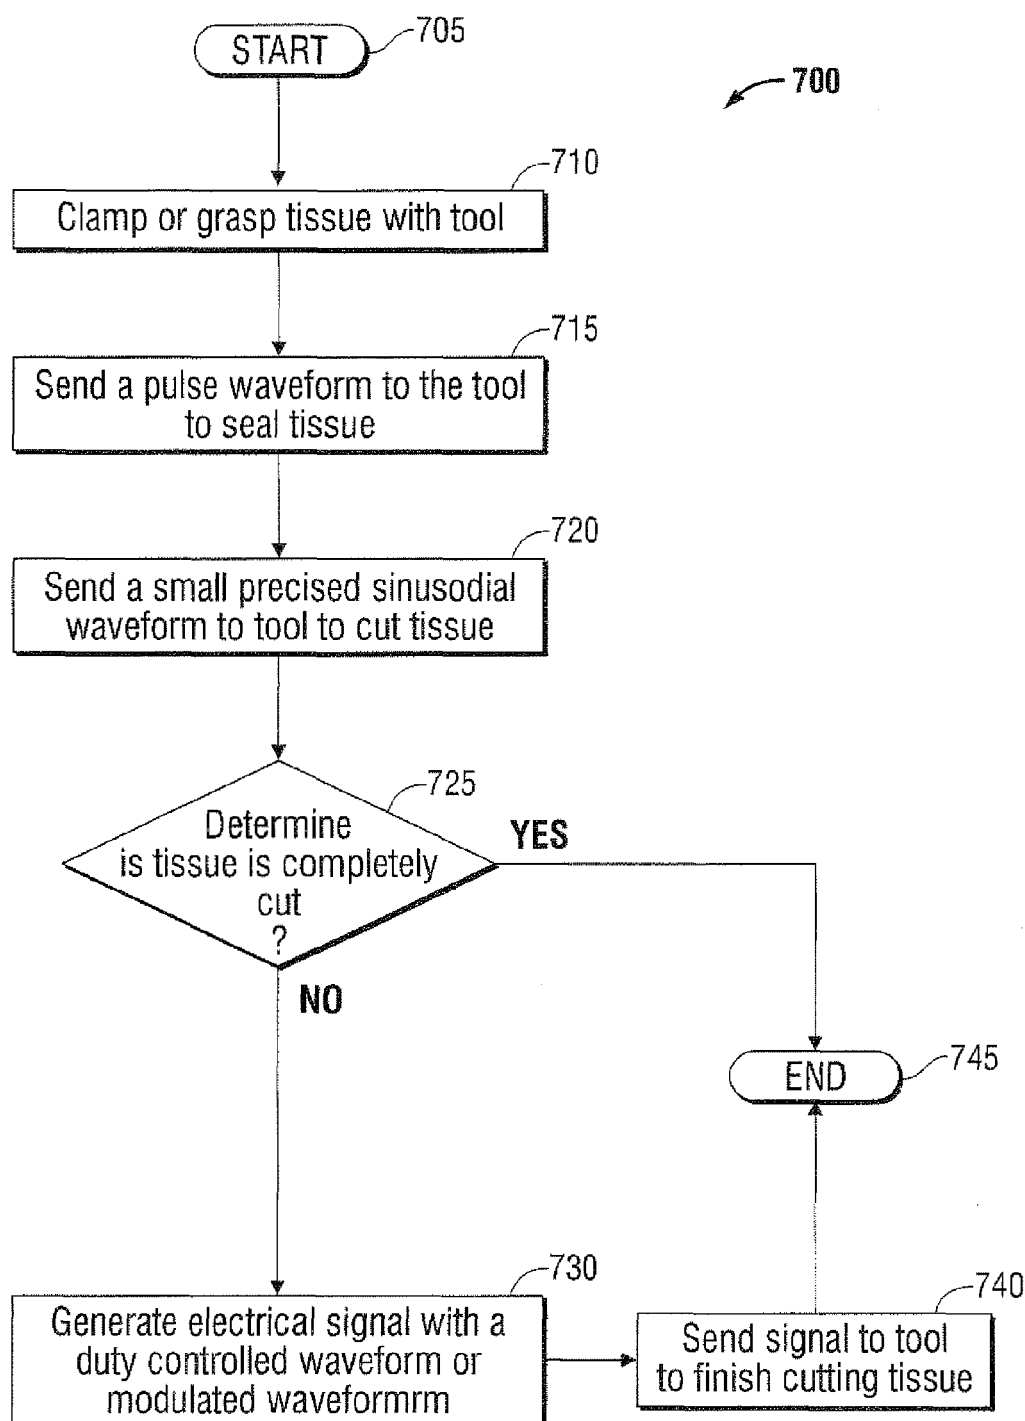 START
705
700
710
Clamp or grasp tissue with tool
715
Send a pulse waveform to the tool
to seal tissue
720
Send a small precised sinusodial
waveform to tool to cut tissue
725
Determine
is tissue is completely
cut
?
YES
NO
END
745
730
Generate electrical signal with a
duty controlled waveform or
modulated waveformrm
740
Send signal to tool
to finish cutting tissue